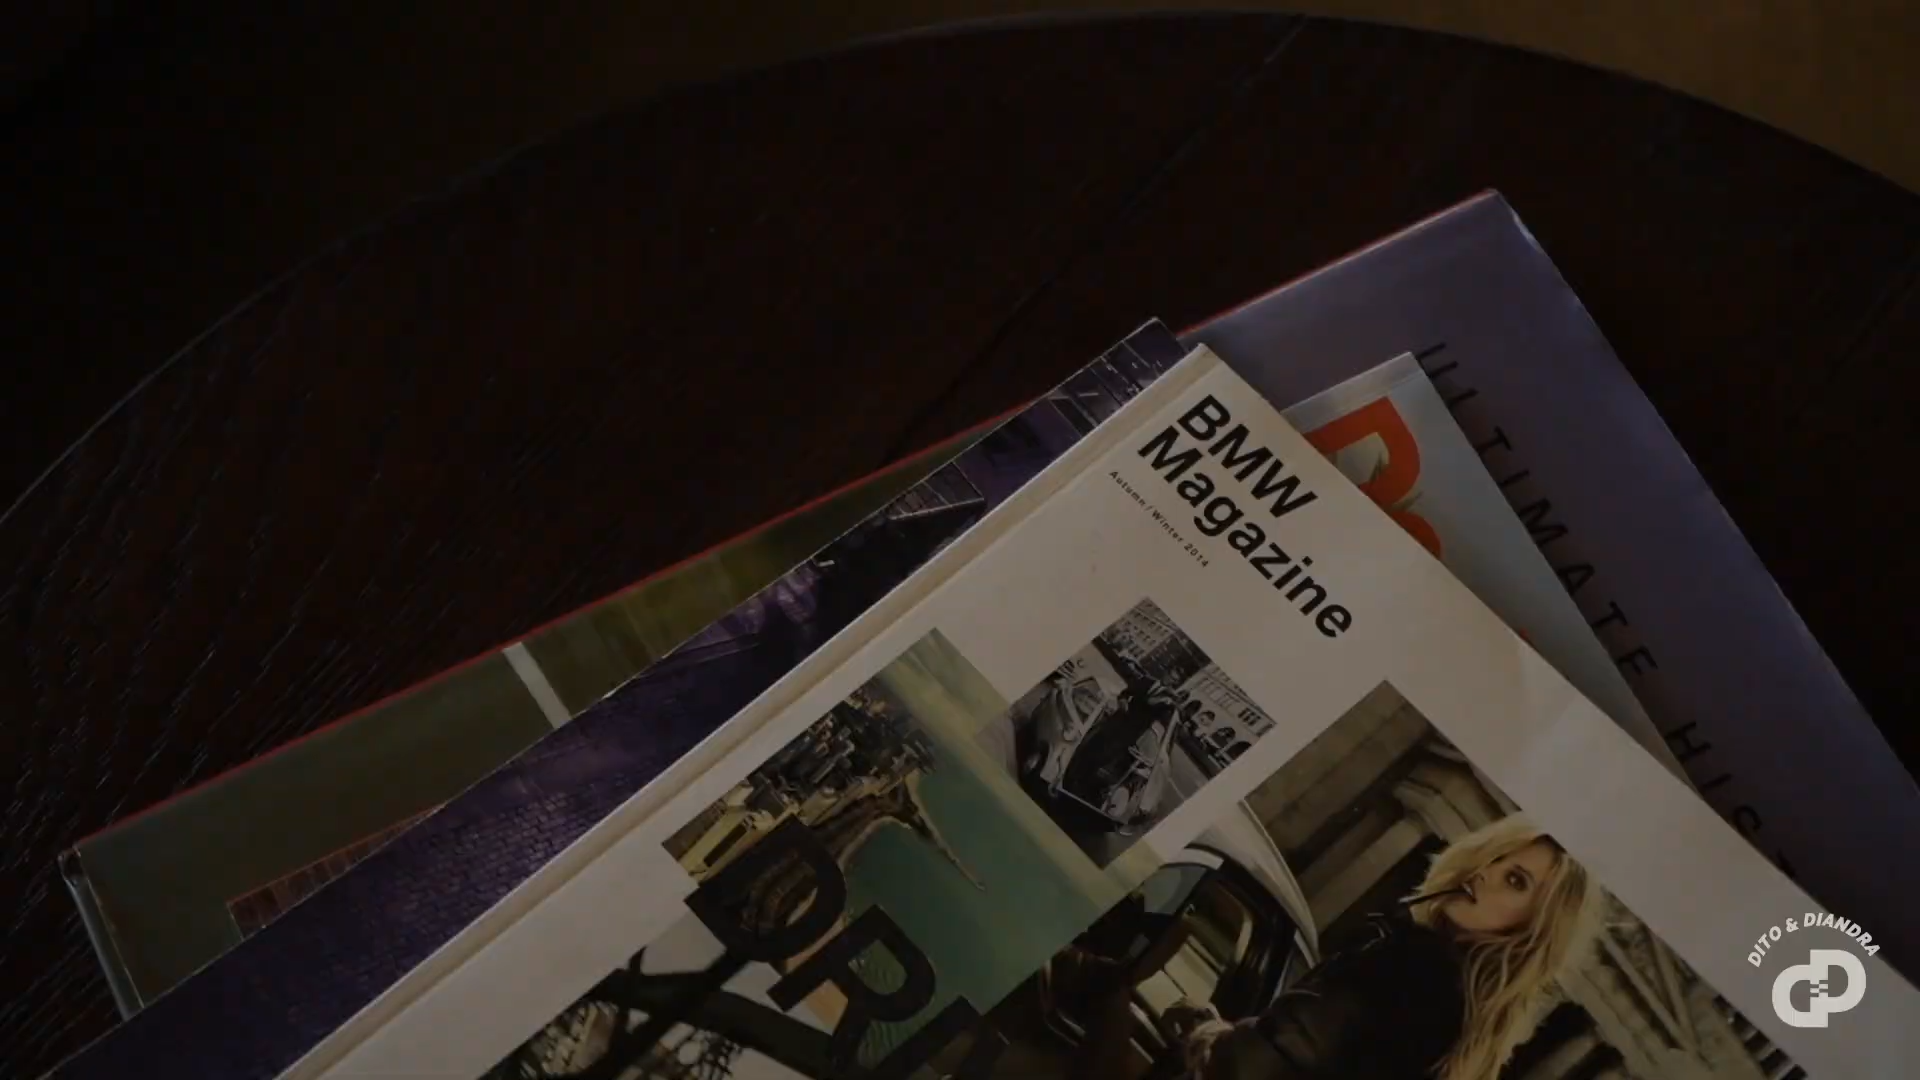 BMW
Magazine
Autumn/Winter 2014
ULTIMATE HIS
DRI
DITO & DIANDRA